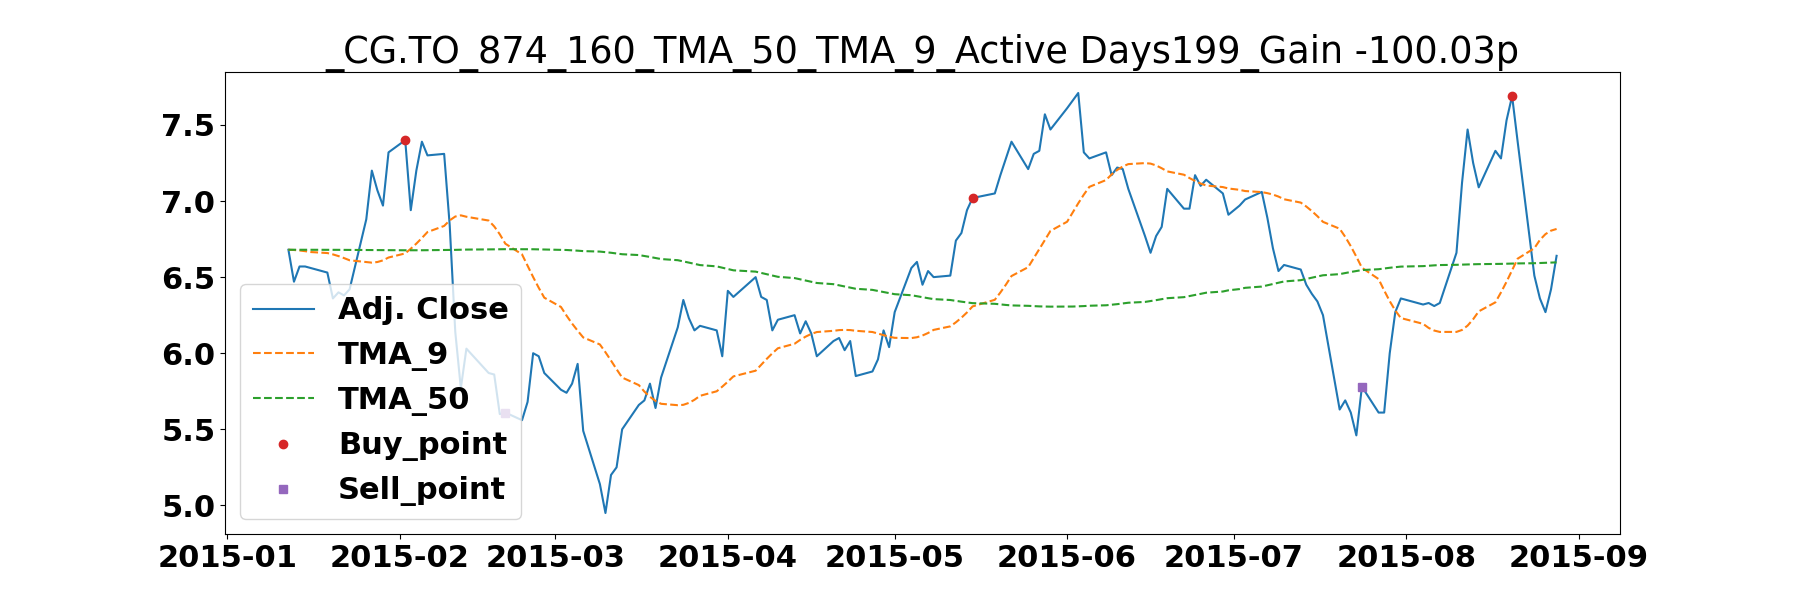 _CG.TO_874_160_TMA_50_TMA_9_Active Days199_Gain -100.03p
7.5
7.0
6.5
6.0
5.5
5.0
Adj. Close
TMA_9
TMA_50
Buy_point
Sell_point
2015-01 2015-02 2015-03 2015-04 2015-05 2015-06 2015-07 2015-08 2015-09